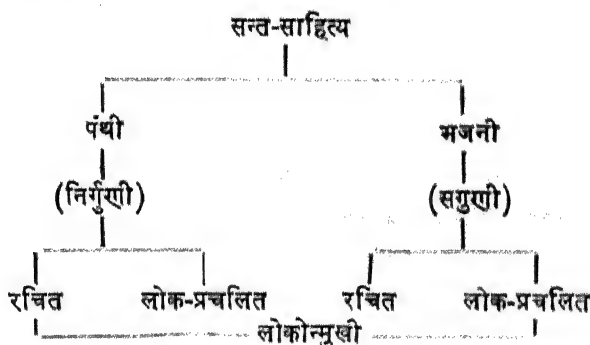 सन्त-साहित्य
पंथी भजनी
(निर्गुणी) (सगुणी)
रचित लोक-प्रचलित रचित लोक-प्रचलित
लोकोन्मुखी